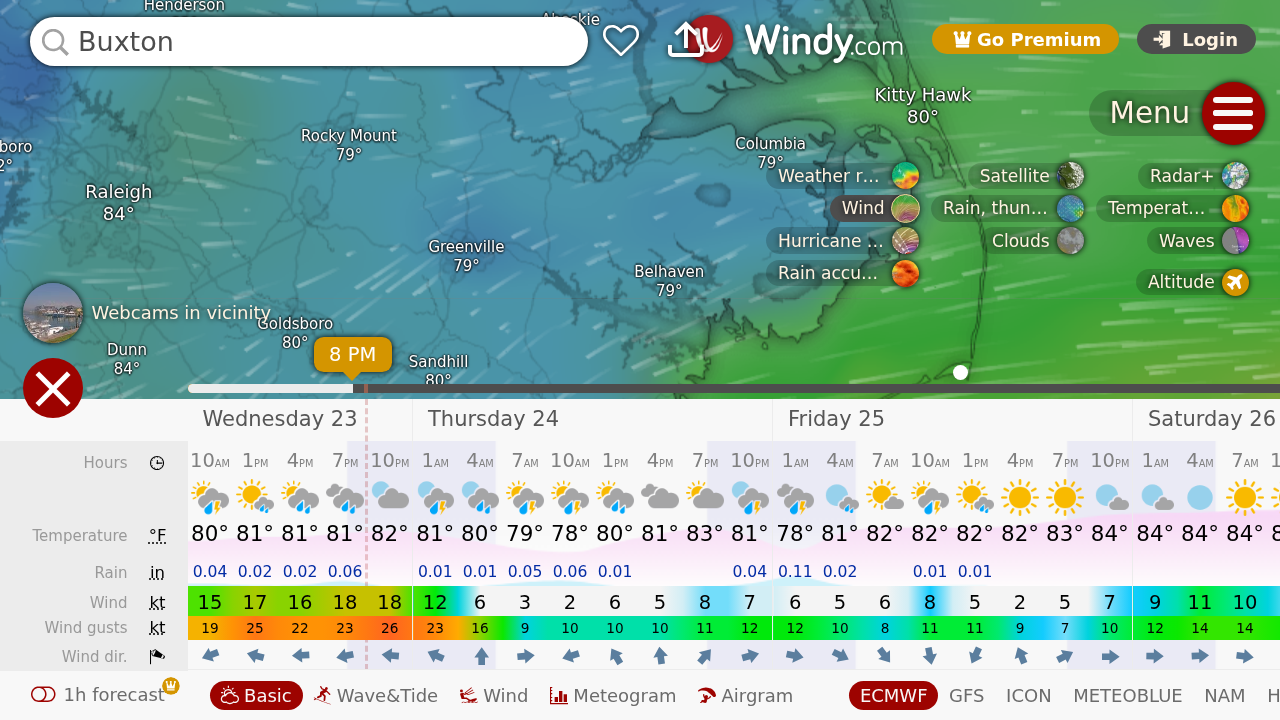 Henderson
Buxton
Windy.com
Go Premium
Login
Kitty Hawk
80°
Menu
Rocky Mount
79°
Columbia
79°
Raleigh
84°
Weather r...
Satellite
Radar+
Wind
Rain, thun...
Temperat...
Hurricane ...
Clouds
Waves
Rain accu...
Altitude
Greenville
79°
Belhaven
79°
Webcams in vicinity
Goldsboro
80°
Dunn
84°
8 PM
Sandhill
80°
Wednesday 23 Thursday 24 Friday 25 Saturday 26
Hours 10AM 1PM 4PM 7PM 10PM 1AM 4AM 7AM 10AM 1PM 4PM 7PM 10PM 1AM 4AM 7AM 10AM 1PM 4PM 7PM 10PM 1AM 4AM 7AM
Temperature °F 80° 81° 81° 81° 82° 81° 80° 79° 78° 80° 81° 83° 81° 78° 81° 82° 82° 82° 82° 83° 84° 84° 84° 84°
Rain in 0.04 0.02 0.02 0.06 0.01 0.01 0.05 0.06 0.01 0.04 0.11 0.02 0.01 0.01
Wind kt 15 17 16 18 18 12 6 3 2 6 5 8 7 6 5 6 8 5 2 5 7 9 11 10
Wind gusts kt 19 25 22 23 26 23 16 9 10 10 10 11 12 12 10 8 11 11 9 7 10 12 14 14
Wind dir.
1h forecast Basic Wave&Tide Wind Meteogram Airgram ECMWF GFS ICON METEOBLUE NAM